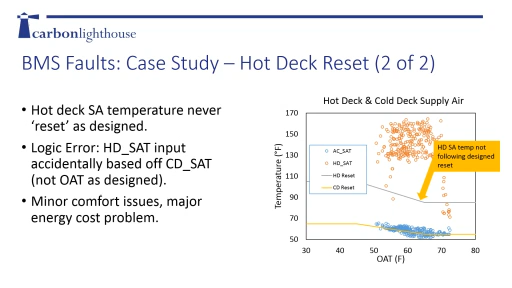 carbonlighthouse
BMS Faults: Case Study – Hot Deck Reset (2 of 2)
• Hot deck SA temperature never
‘reset’ as designed.
• Logic Error: HD_SAT input
accidentally based off CD_SAT
(not OAT as designed).
• Minor comfort issues, major
energy cost problem.
Hot Deck & Cold Deck Supply Air
Temperature (°F)
170
150
130
110
90
70
50
AC_SAT
HD_SAT
HD Reset
CD Reset
HD SA temp not
following designed
reset
30 40 50 60 70 80
OAT (F)